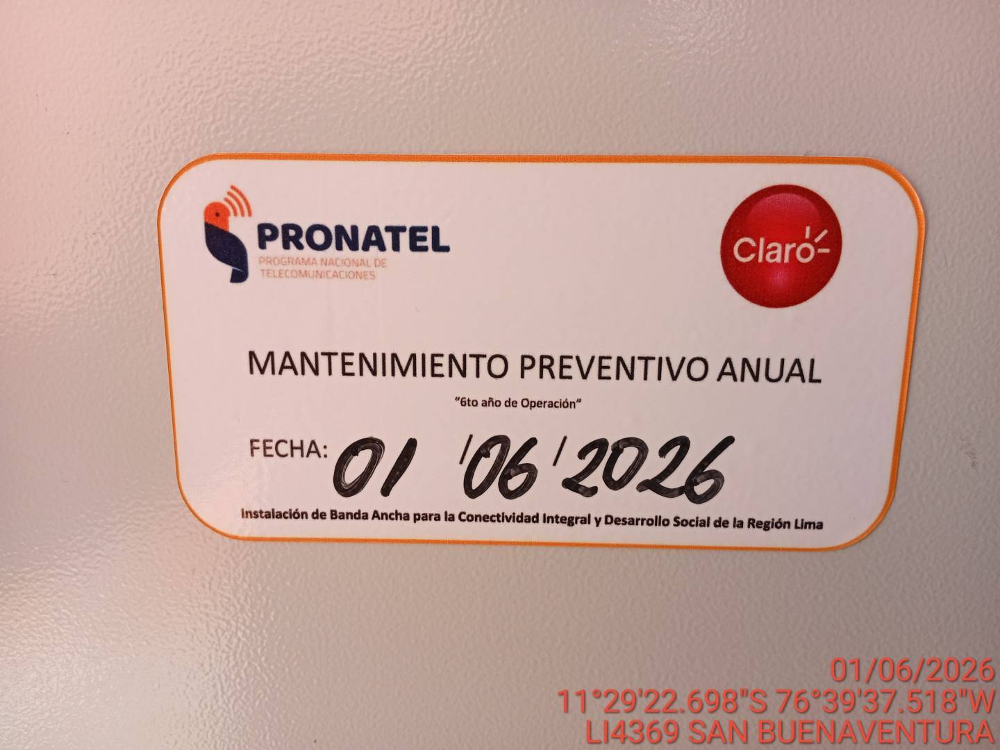 PRONATEL
PROGRAMA NACIONAL DE
TELECOMUNICACIONES
Claro
MANTENIMIENTO PREVENTIVO ANUAL
"6to año de Operación"
FECHA: 01 / 06 / 2026
Instalación de Banda Ancha para la Conectividad Integral y Desarrollo Social de la Región Lima
01/06/2026
11°29'22.698"S 76°39'37.518"W
LI4369 SAN BUENAVENTURA